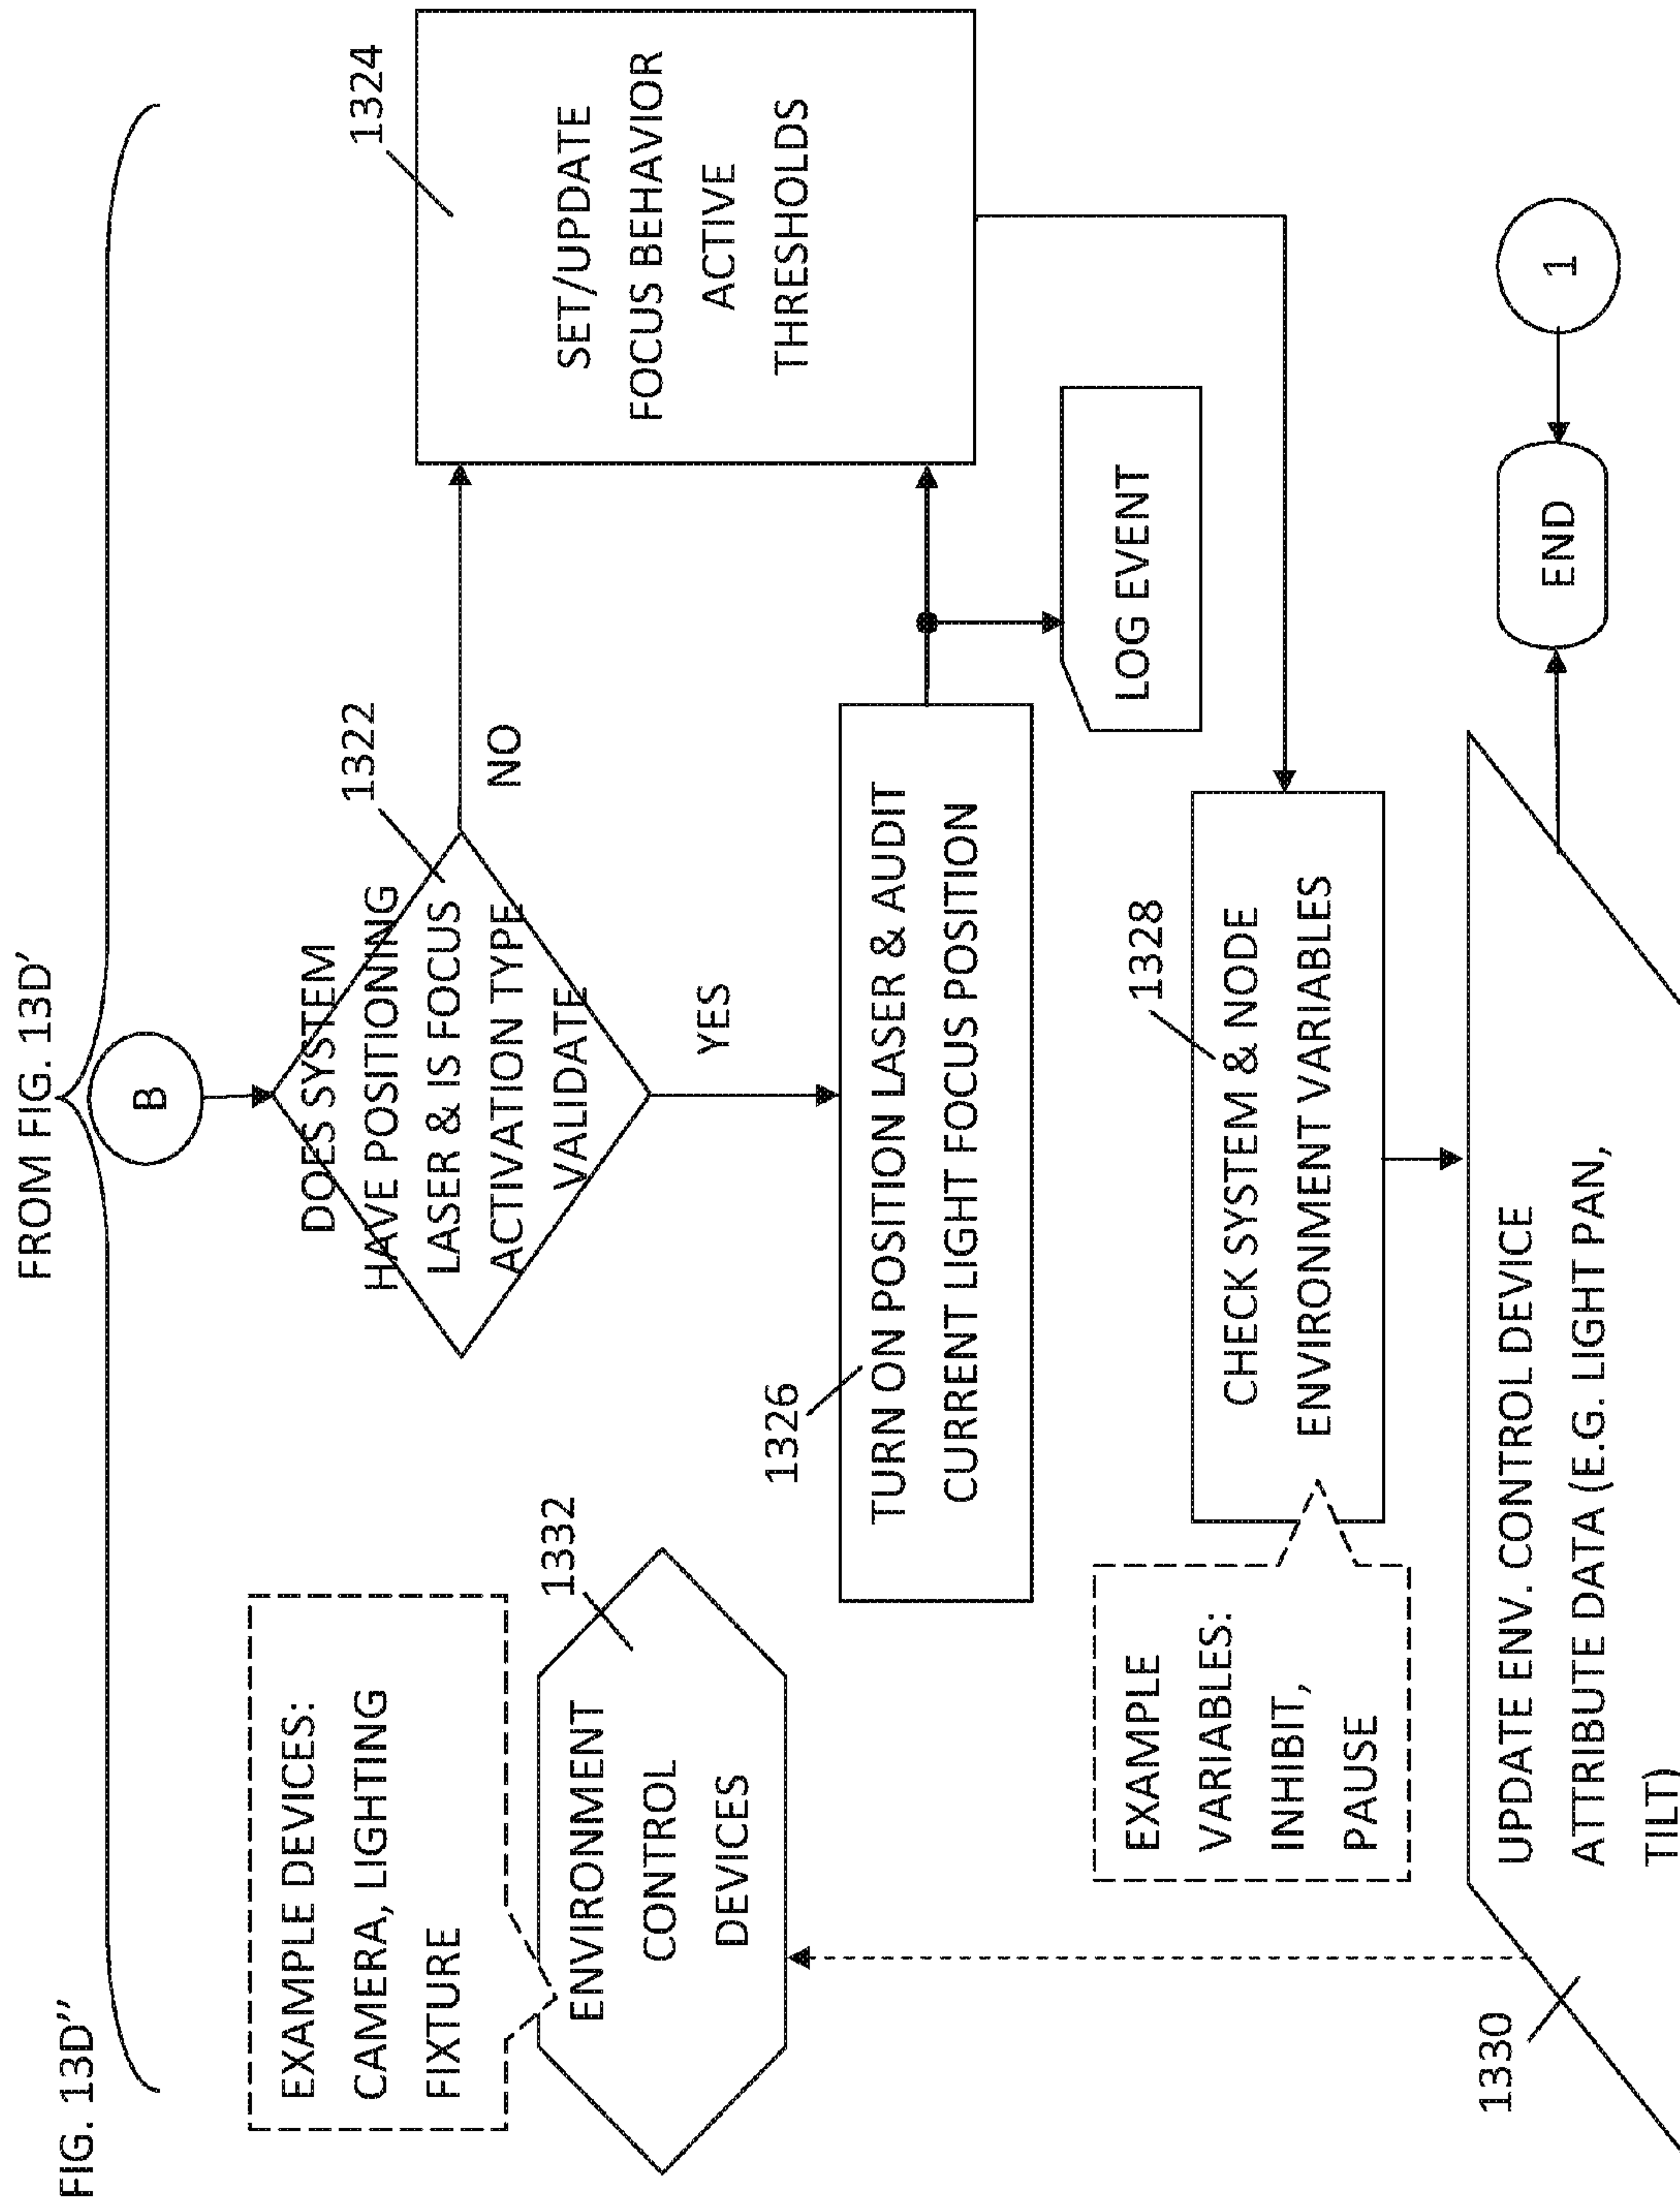 FIG. 13D''
FROM FIG. 13D'
B
DOES SYSTEM
HAVE POSITIONING
LASER & IS FOCUS
ACTIVATION TYPE
VALIDATE
1322
NO
YES
1324
SET/UPDATE
FOCUS BEHAVIOR
ACTIVE
THRESHOLDS
EXAMPLE DEVICES:
CAMERA, LIGHTING
FIXTURE
1332
ENVIRONMENT
CONTROL
DEVICES
1326
TURN ON POSITION LASER & AUDIT
CURRENT LIGHT FOCUS POSITION
LOG EVENT
EXAMPLE
VARIABLES:
INHIBIT,
PAUSE
1328
CHECK SYSTEM & NODE
ENVIRONMENT VARIABLES
1330
UPDATE ENV. CONTROL DEVICE
ATTRIBUTE DATA (E.G. LIGHT PAN,
TILT)
END
1